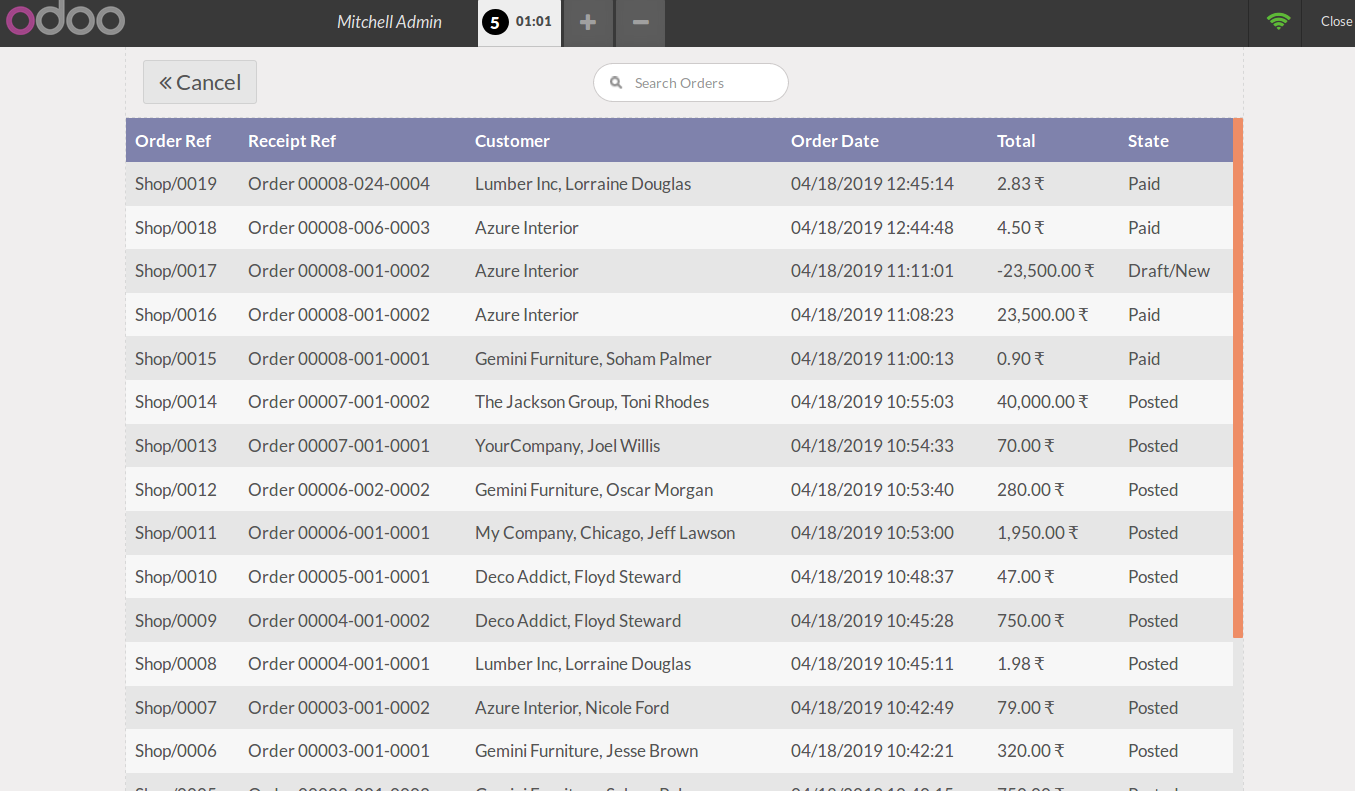 odoo Mitchell Admin 5 01:01 + − Close
« Cancel Search Orders
Order Ref Receipt Ref Customer Order Date Total State
Shop/0019 Order 00008-024-0004 Lumber Inc, Lorraine Douglas 04/18/2019 12:45:14 2.83 ₹ Paid
Shop/0018 Order 00008-006-0003 Azure Interior 04/18/2019 12:44:48 4.50 ₹ Paid
Shop/0017 Order 00008-001-0002 Azure Interior 04/18/2019 11:11:01 -23,500.00 ₹ Draft/New
Shop/0016 Order 00008-001-0002 Azure Interior 04/18/2019 11:08:23 23,500.00 ₹ Paid
Shop/0015 Order 00008-001-0001 Gemini Furniture, Soham Palmer 04/18/2019 11:00:13 0.90 ₹ Paid
Shop/0014 Order 00007-001-0002 The Jackson Group, Toni Rhodes 04/18/2019 10:55:03 40,000.00 ₹ Posted
Shop/0013 Order 00007-001-0001 YourCompany, Joel Willis 04/18/2019 10:54:33 70.00 ₹ Posted
Shop/0012 Order 00006-002-0002 Gemini Furniture, Oscar Morgan 04/18/2019 10:53:40 280.00 ₹ Posted
Shop/0011 Order 00006-001-0001 My Company, Chicago, Jeff Lawson 04/18/2019 10:53:00 1,950.00 ₹ Posted
Shop/0010 Order 00005-001-0001 Deco Addict, Floyd Steward 04/18/2019 10:48:37 47.00 ₹ Posted
Shop/0009 Order 00004-001-0002 Deco Addict, Floyd Steward 04/18/2019 10:45:28 750.00 ₹ Posted
Shop/0008 Order 00004-001-0001 Lumber Inc, Lorraine Douglas 04/18/2019 10:45:11 1.98 ₹ Posted
Shop/0007 Order 00003-001-0002 Azure Interior, Nicole Ford 04/18/2019 10:42:49 79.00 ₹ Posted
Shop/0006 Order 00003-001-0001 Gemini Furniture, Jesse Brown 04/18/2019 10:42:21 320.00 ₹ Posted